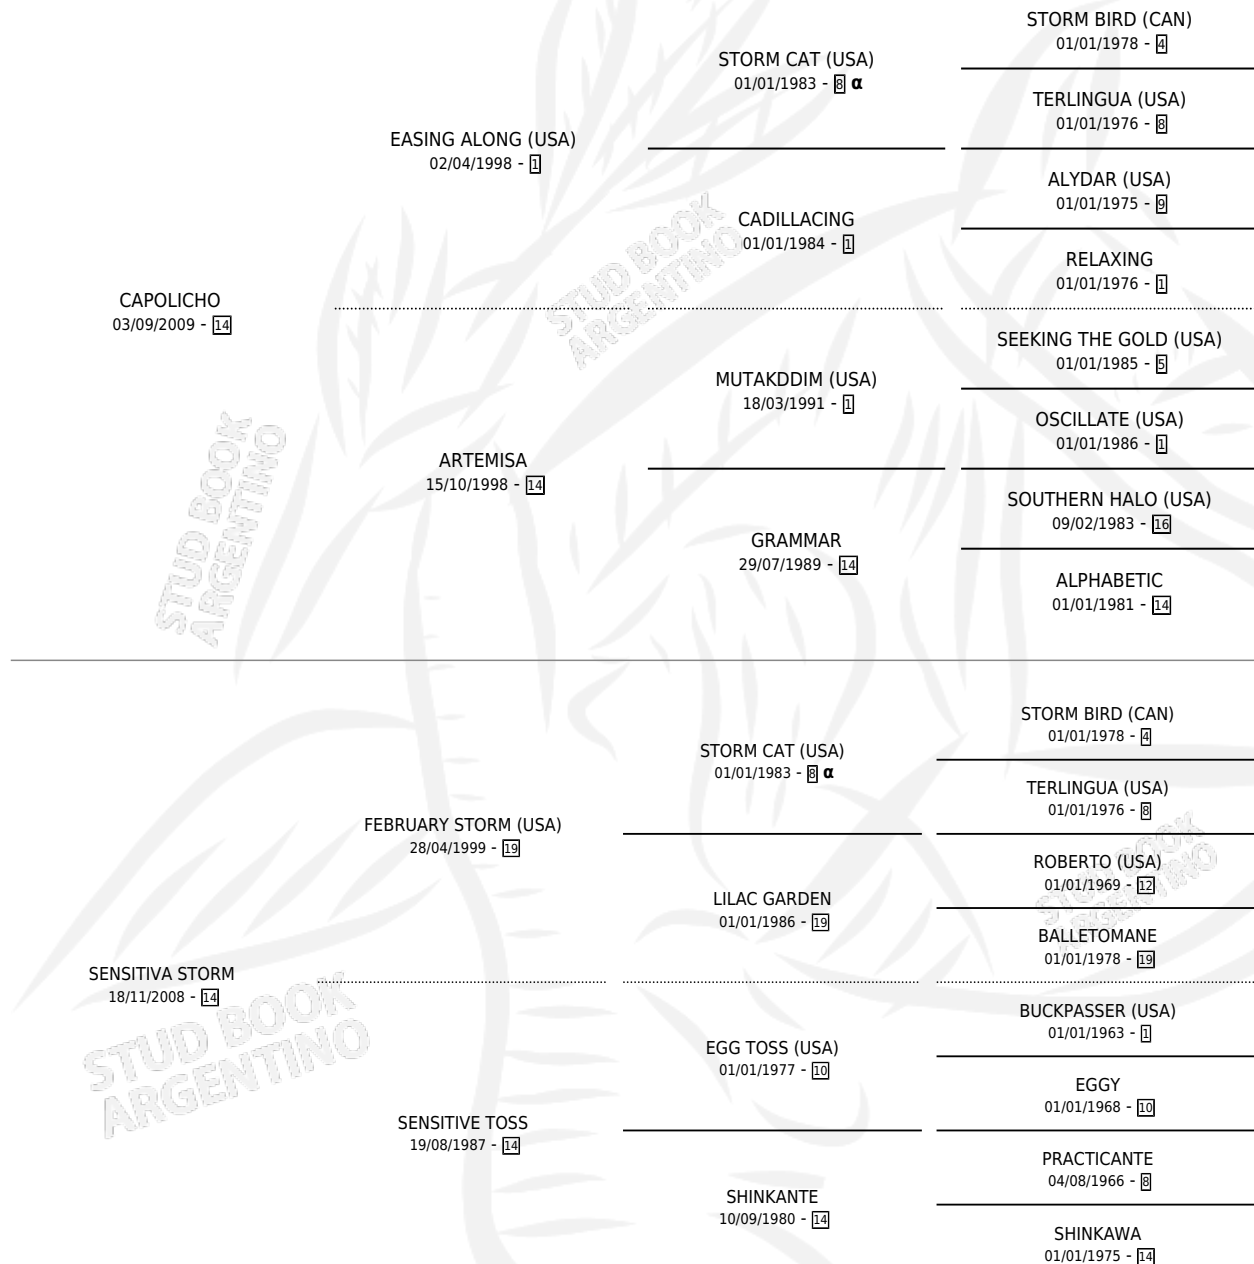 STORM BIRD (CAN)
01/01/1978 - 4
STORM CAT (USA)
01/01/1983 - 8 α
TERLINGUA (USA)
01/01/1976 - 8
EASING ALONG (USA)
02/04/1998 - 1
ALYDAR (USA)
01/01/1975 - 9
CADILLACING
01/01/1984 - 1
RELAXING
01/01/1976 - 1
CAPOLICHO
03/09/2009 - 14
SEEKING THE GOLD (USA)
01/01/1985 - 5
MUTAKDDIM (USA)
18/03/1991 - 1
OSCILLATE (USA)
01/01/1986 - 1
ARTEMISA
15/10/1998 - 14
SOUTHERN HALO (USA)
09/02/1983 - 16
GRAMMAR
29/07/1989 - 14
ALPHABETIC
01/01/1981 - 14
STUD BOOK
ARGENTINO
STUD BOOK
ARGENTINO
STORM BIRD (CAN)
01/01/1978 - 4
STORM CAT (USA)
01/01/1983 - 8 α
TERLINGUA (USA)
01/01/1976 - 8
FEBRUARY STORM (USA)
28/04/1999 - 19
ROBERTO (USA)
01/01/1969 - 12
LILAC GARDEN
01/01/1986 - 19
BALLETOMANE
01/01/1978 - 19
SENSITIVA STORM
18/11/2008 - 14
BUCKPASSER (USA)
01/01/1963 - 1
EGG TOSS (USA)
01/01/1977 - 10
EGGY
01/01/1968 - 10
SENSITIVE TOSS
19/08/1987 - 14
PRACTICANTE
04/08/1966 - 8
SHINKANTE
10/09/1980 - 14
SHINKAWA
01/01/1975 - 14
STUD BOOK
ARGENTINO
STUD BOOK
ARGENTINO